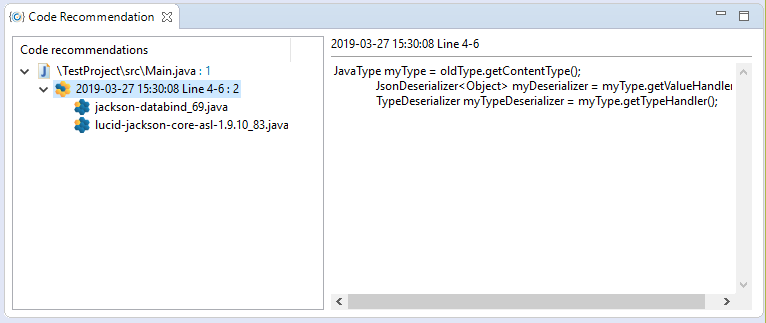 Code Recommendation
Code recommendations
\TestProject\src\Main.java : 1
2019-03-27 15:30:08 Line 4-6 : 2
jackson-databind_69.java
lucid-jackson-core-asl-1.9.10_83.java
2019-03-27 15:30:08 Line 4-6
JavaType myType = oldType.getContentType();
JsonDeserializer<Object> myDeserializer = myType.getValueHandler
TypeDeserializer myTypeDeserializer = myType.getTypeHandler();